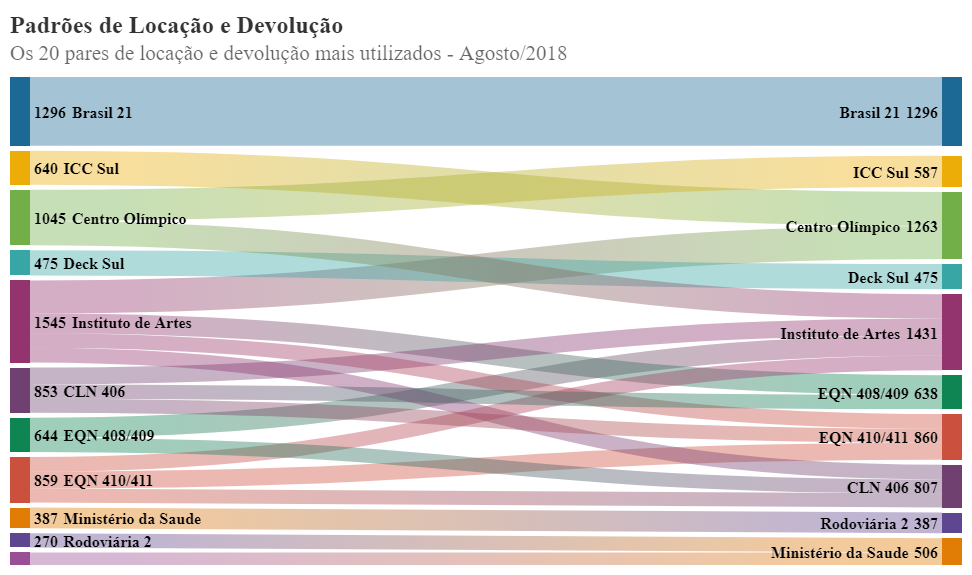 Padrões de Locação e Devolução
Os 20 pares de locação e devolução mais utilizados - Agosto/2018
1296 Brasil 21
Brasil 21 1296
640 ICC Sul
ICC Sul 587
1045 Centro Olímpico
Centro Olímpico 1263
475 Deck Sul
Deck Sul 475
1545 Instituto de Artes
Instituto de Artes 1431
853 CLN 406
EQN 408/409 638
644 EQN 408/409
EQN 410/411 860
859 EQN 410/411
CLN 406 807
387 Ministério da Saude
Rodoviária 2 387
270 Rodoviária 2
Ministério da Saude 506